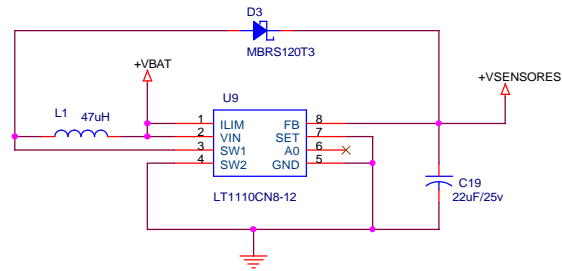 D3
MBRS120T3
+VBAT
+VSENSORES
L1 47uH
U9
1 ILIM FB 8
2 VIN SET 7
3 SW1 A0 6
4 SW2 GND 5
LT1110CN8-12
C19
22uF/25v